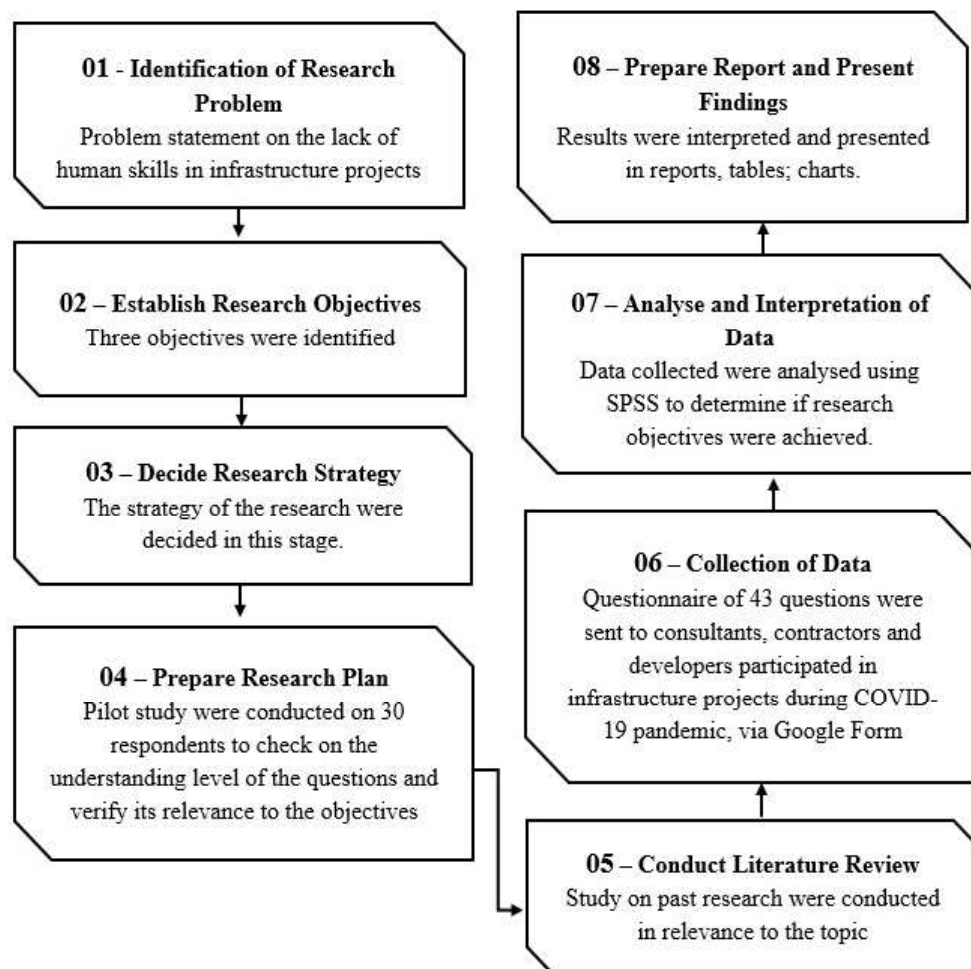 01 - Identification of Research
Problem
Problem statement on the lack of
human skills in infrastructure projects
02 – Establish Research Objectives
Three objectives were identified
03 – Decide Research Strategy
The strategy of the research were
decided in this stage.
04 – Prepare Research Plan
Pilot study were conducted on 30
respondents to check on the
understanding level of the questions and
verify its relevance to the objectives
05 – Conduct Literature Review
Study on past research were conducted
in relevance to the topic
06 – Collection of Data
Questionnaire of 43 questions were
sent to consultants, contractors and
developers participated in
infrastructure projects during COVID-
19 pandemic, via Google Form
07 – Analyse and Interpretation of
Data
Data collected were analysed using
SPSS to determine if research
objectives were achieved.
08 – Prepare Report and Present
Findings
Results were interpreted and presented
in reports, tables; charts.